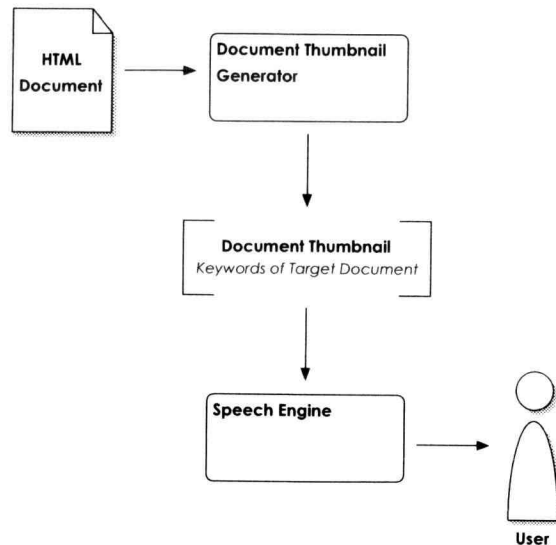 HTML
Document
Document Thumbnail
Generator
Document Thumbnail
Keywords of Target Document
Speech Engine
User